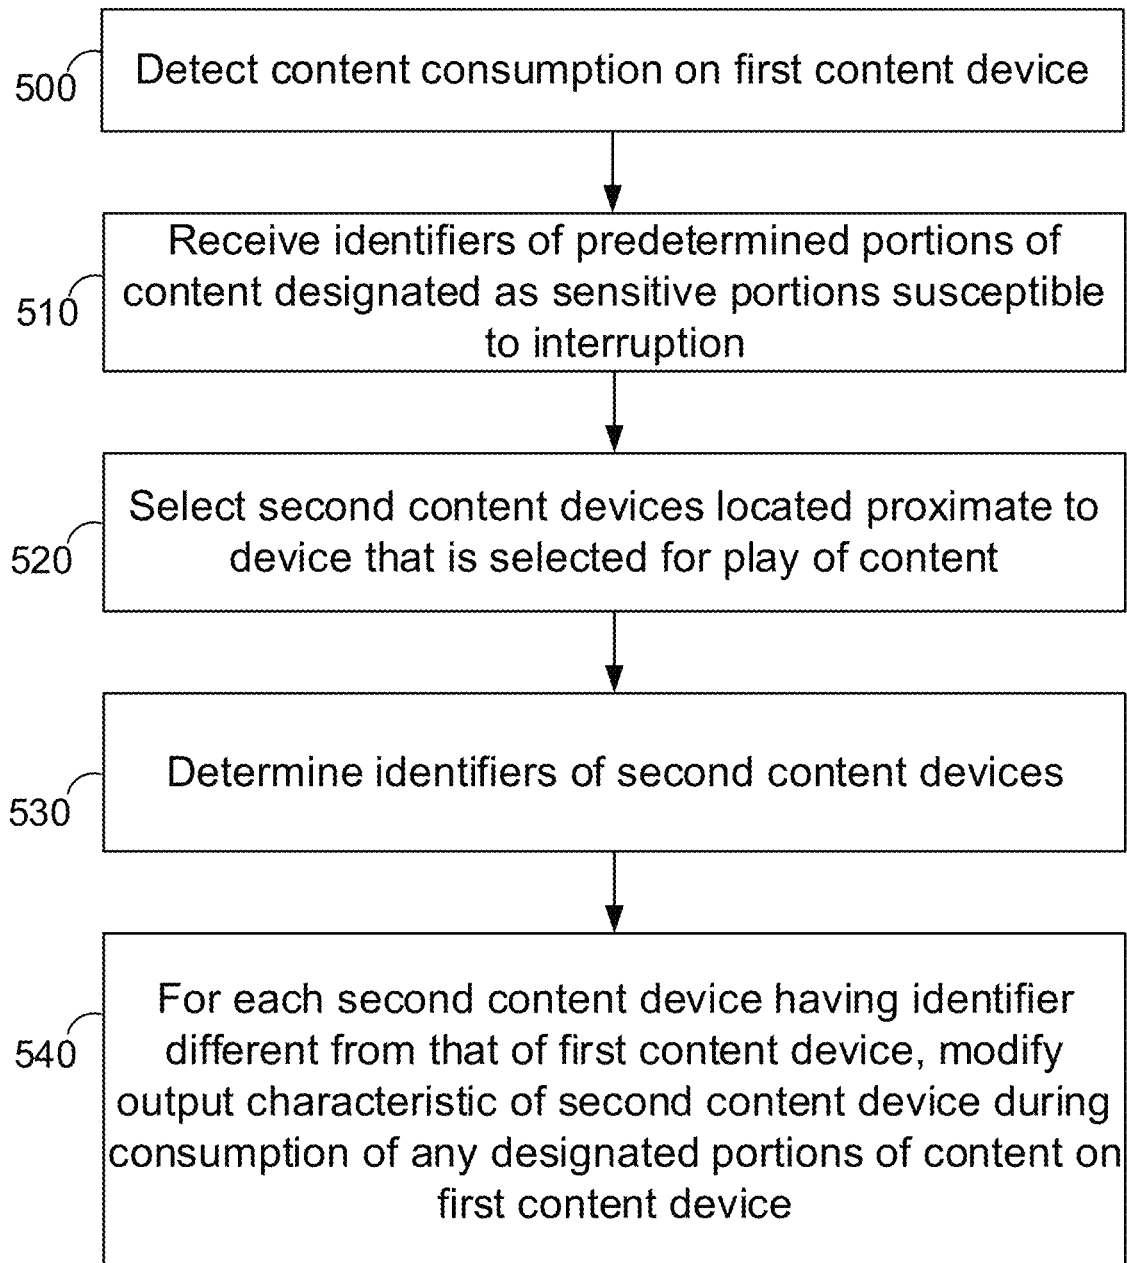 500
Detect content consumption on first content device
510
Receive identifiers of predetermined portions of
content designated as sensitive portions susceptible
to interruption
520
Select second content devices located proximate to
device that is selected for play of content
530
Determine identifiers of second content devices
540
For each second content device having identifier
different from that of first content device, modify
output characteristic of second content device during
consumption of any designated portions of content on
first content device